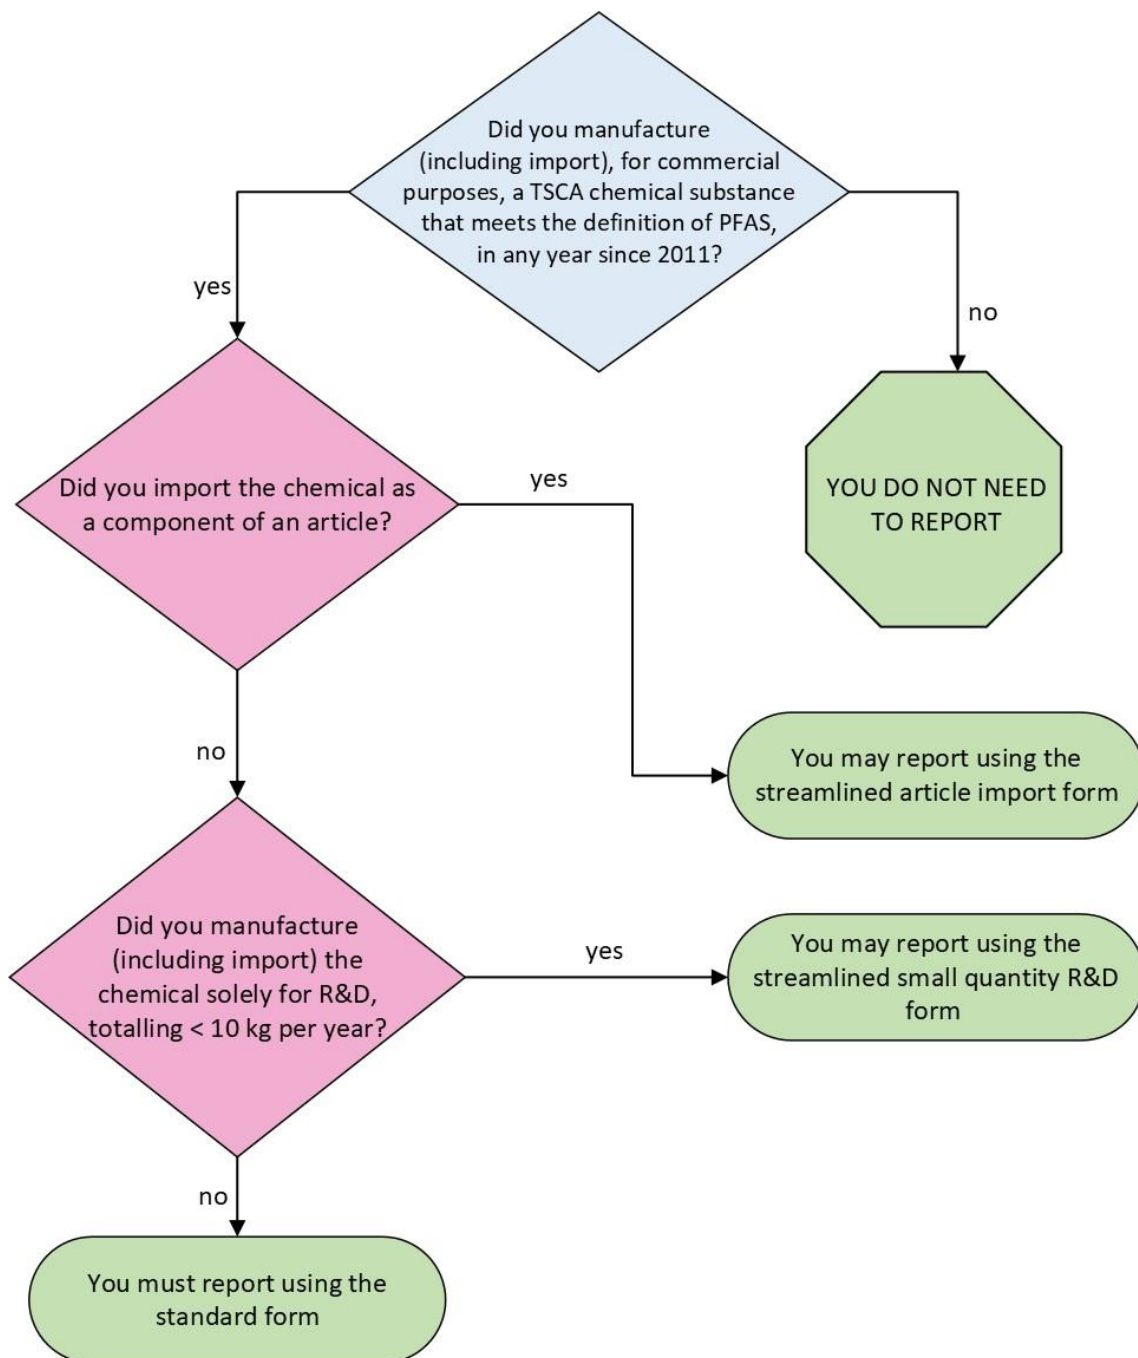 Did you manufacture
(including import), for commercial
purposes, a TSCA chemical substance
that meets the definition of PFAS,
in any year since 2011?
yes
no
Did you import the chemical as
a component of an article?
yes
YOU DO NOT NEED
TO REPORT
no
You may report using the
streamlined article import form
Did you manufacture
(including import) the
chemical solely for R&D,
totalling < 10 kg per year?
yes
You may report using the
streamlined small quantity R&D
form
no
You must report using the
standard form